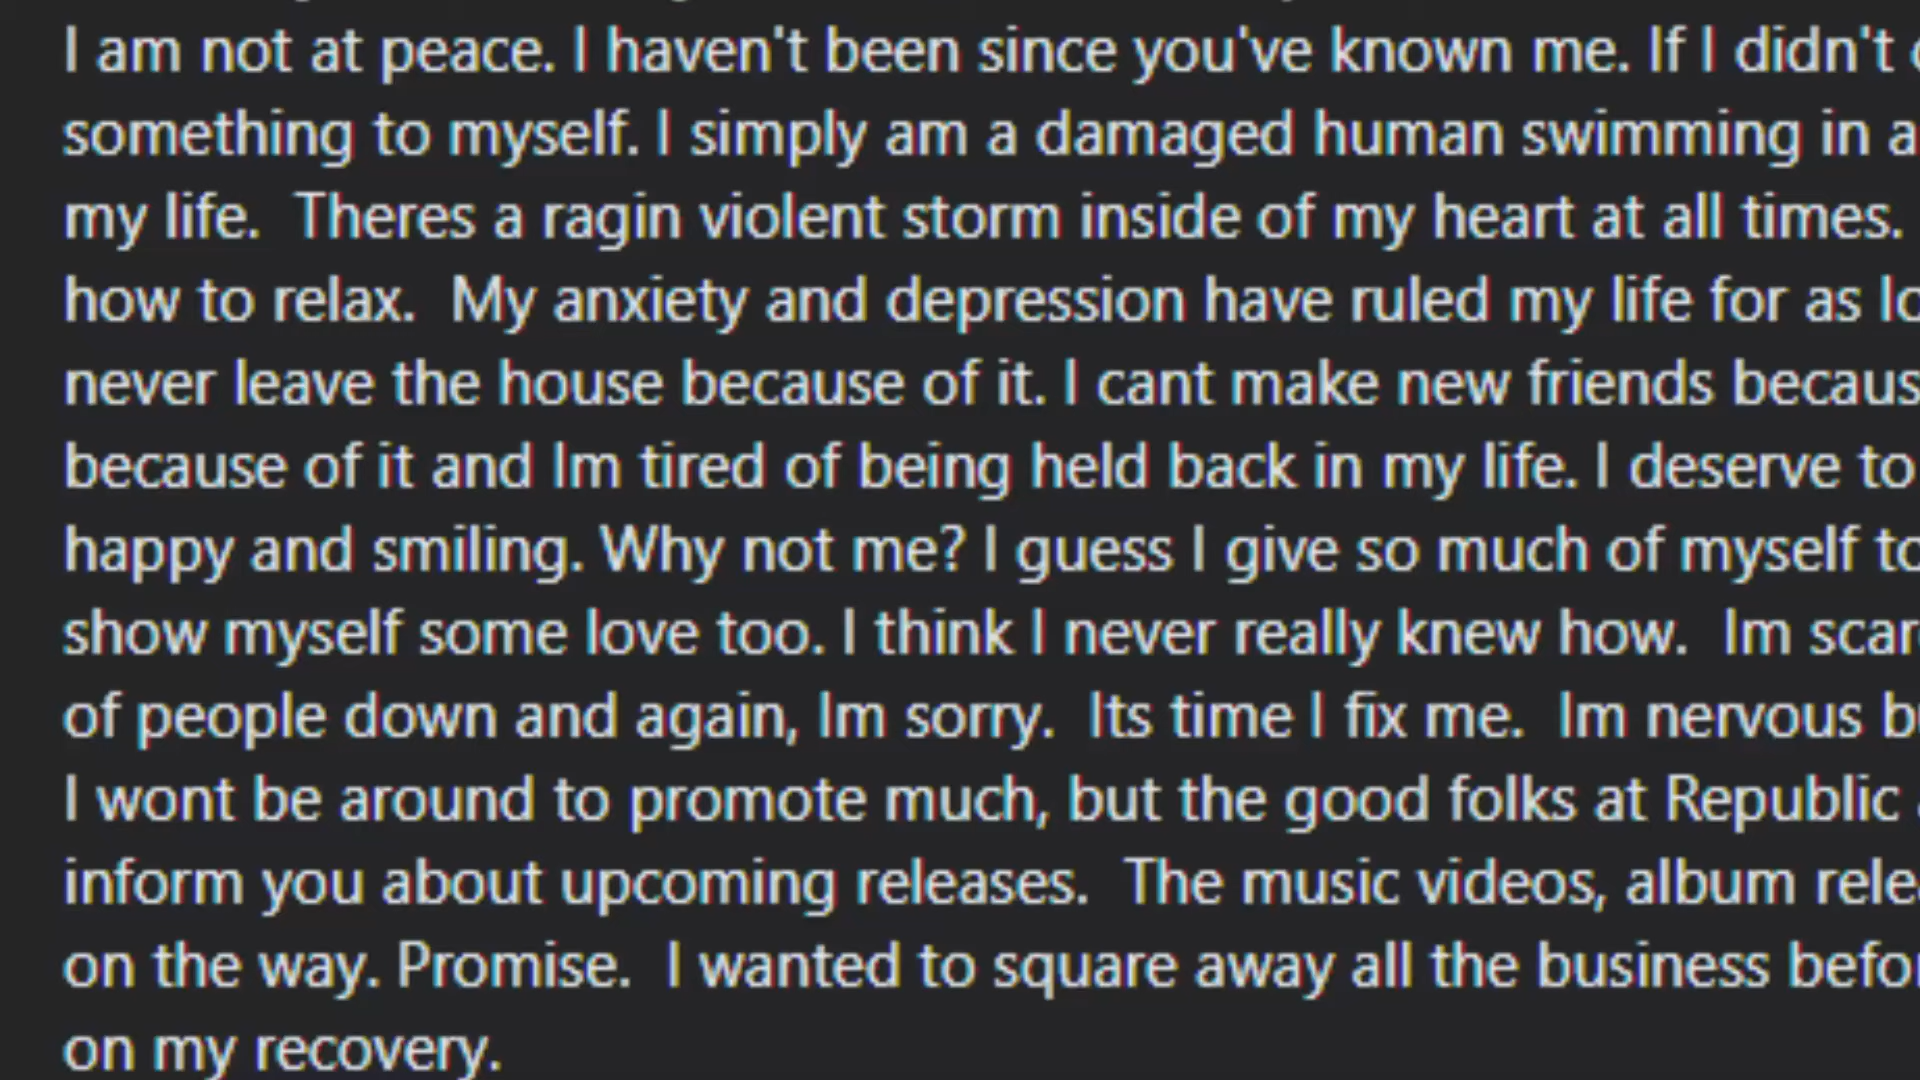 I am not at peace. I haven't been since you've known me. If I didn't
something to myself. I simply am a damaged human swimming in a
my life.  Theres a ragin violent storm inside of my heart at all times.
how to relax.  My anxiety and depression have ruled my life for as
never leave the house because of it. I cant make new friends
because of it and Im tired of being held back in my life. I deserve to
happy and smiling. Why not me? I guess I give so much of myself
show myself some love too. I think I never really knew how.  Im
of people down and again, Im sorry.  Its time I fix me.  Im nervous
I wont be around to promote much, but the good folks at Republic
inform you about upcoming releases.  The music videos, album
on the way. Promise.  I wanted to square away all the business
on my recovery.